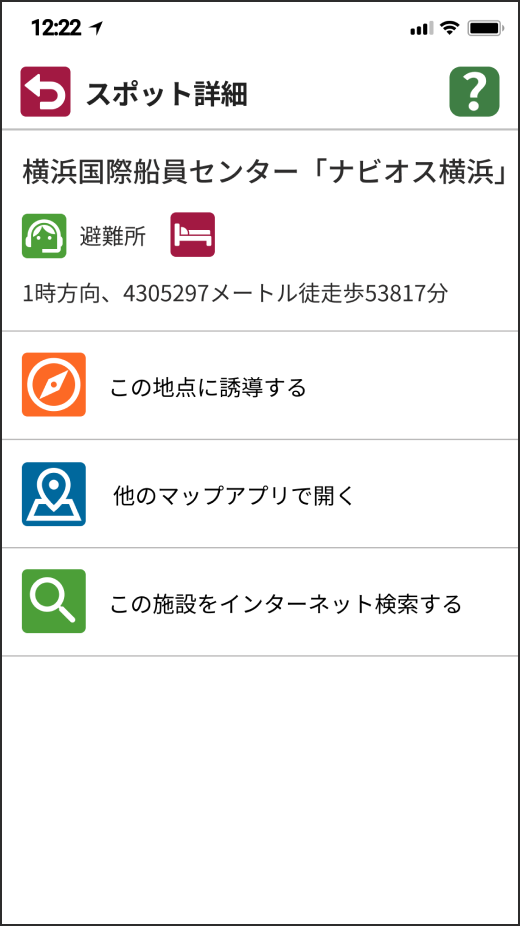 12:22
スポット詳細
?
横浜国際船員センター「ナビオス横浜」
避難所
1時方向、4305297メートル徒走歩53817分
この地点に誘導する
他のマップアプリで開く
この施設をインターネット検索する